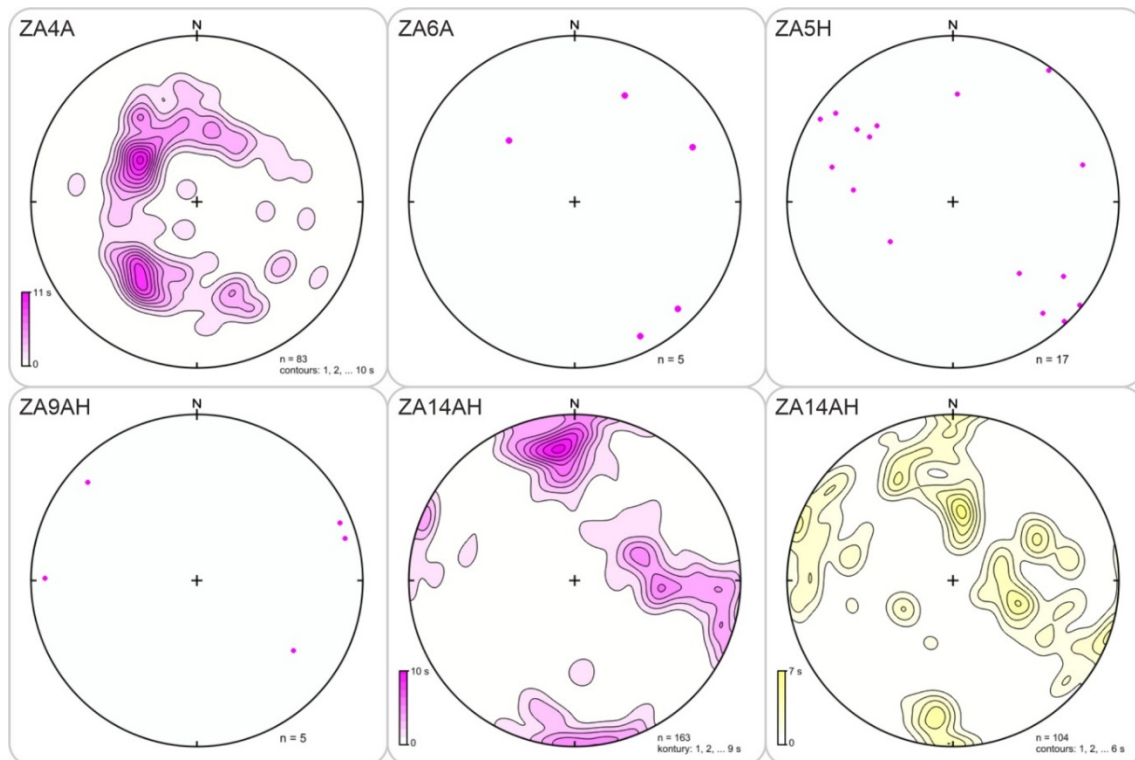 ZA4A
N
11 s
0
n = 83
contours: 1, 2, ... 10 s
ZA6A
N
n = 5
ZA5H
N
n = 17
ZA9AH
N
n = 5
ZA14AH
N
10 s
0
n = 163
kontury: 1, 2, ... 9 s
ZA14AH
N
7 s
0
n = 104
contours: 1, 2, ... 6 s